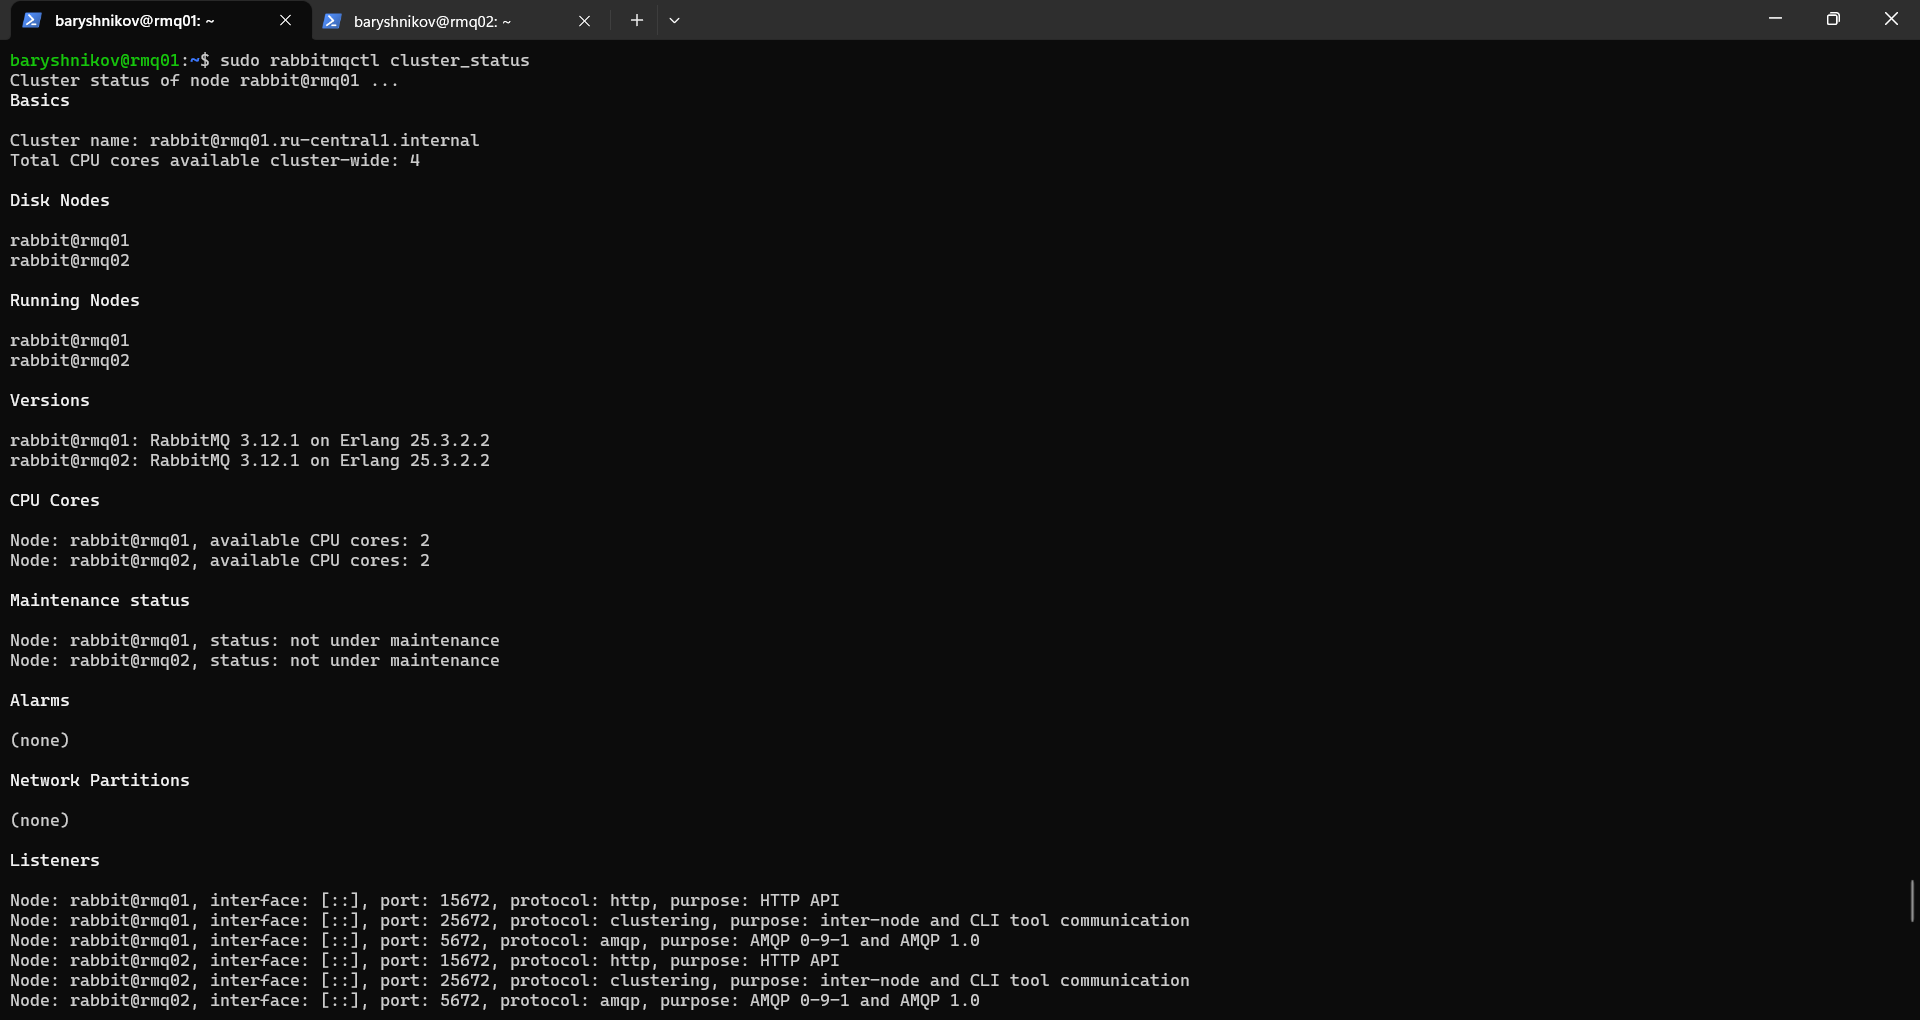 baryshnikov@rmq01: ~
baryshnikov@rmq02: ~
baryshnikov@rmq01:~$ sudo rabbitmqctl cluster_status
Cluster status of node rabbit@rmq01 ...
Basics
Cluster name: rabbit@rmq01.ru-central1.internal
Total CPU cores available cluster-wide: 4
Disk Nodes
rabbit@rmq01
rabbit@rmq02
Running Nodes
rabbit@rmq01
rabbit@rmq02
Versions
rabbit@rmq01: RabbitMQ 3.12.1 on Erlang 25.3.2.2
rabbit@rmq02: RabbitMQ 3.12.1 on Erlang 25.3.2.2
CPU Cores
Node: rabbit@rmq01, available CPU cores: 2
Node: rabbit@rmq02, available CPU cores: 2
Maintenance status
Node: rabbit@rmq01, status: not under maintenance
Node: rabbit@rmq02, status: not under maintenance
Alarms
(none)
Network Partitions
(none)
Listeners
Node: rabbit@rmq01, interface: [::], port: 15672, protocol: http, purpose: HTTP API
Node: rabbit@rmq01, interface: [::], port: 25672, protocol: clustering, purpose: inter-node and CLI tool communication
Node: rabbit@rmq01, interface: [::], port: 5672, protocol: amqp, purpose: AMQP 0-9-1 and AMQP 1.0
Node: rabbit@rmq02, interface: [::], port: 15672, protocol: http, purpose: HTTP API
Node: rabbit@rmq02, interface: [::], port: 25672, protocol: clustering, purpose: inter-node and CLI tool communication
Node: rabbit@rmq02, interface: [::], port: 5672, protocol: amqp, purpose: AMQP 0-9-1 and AMQP 1.0